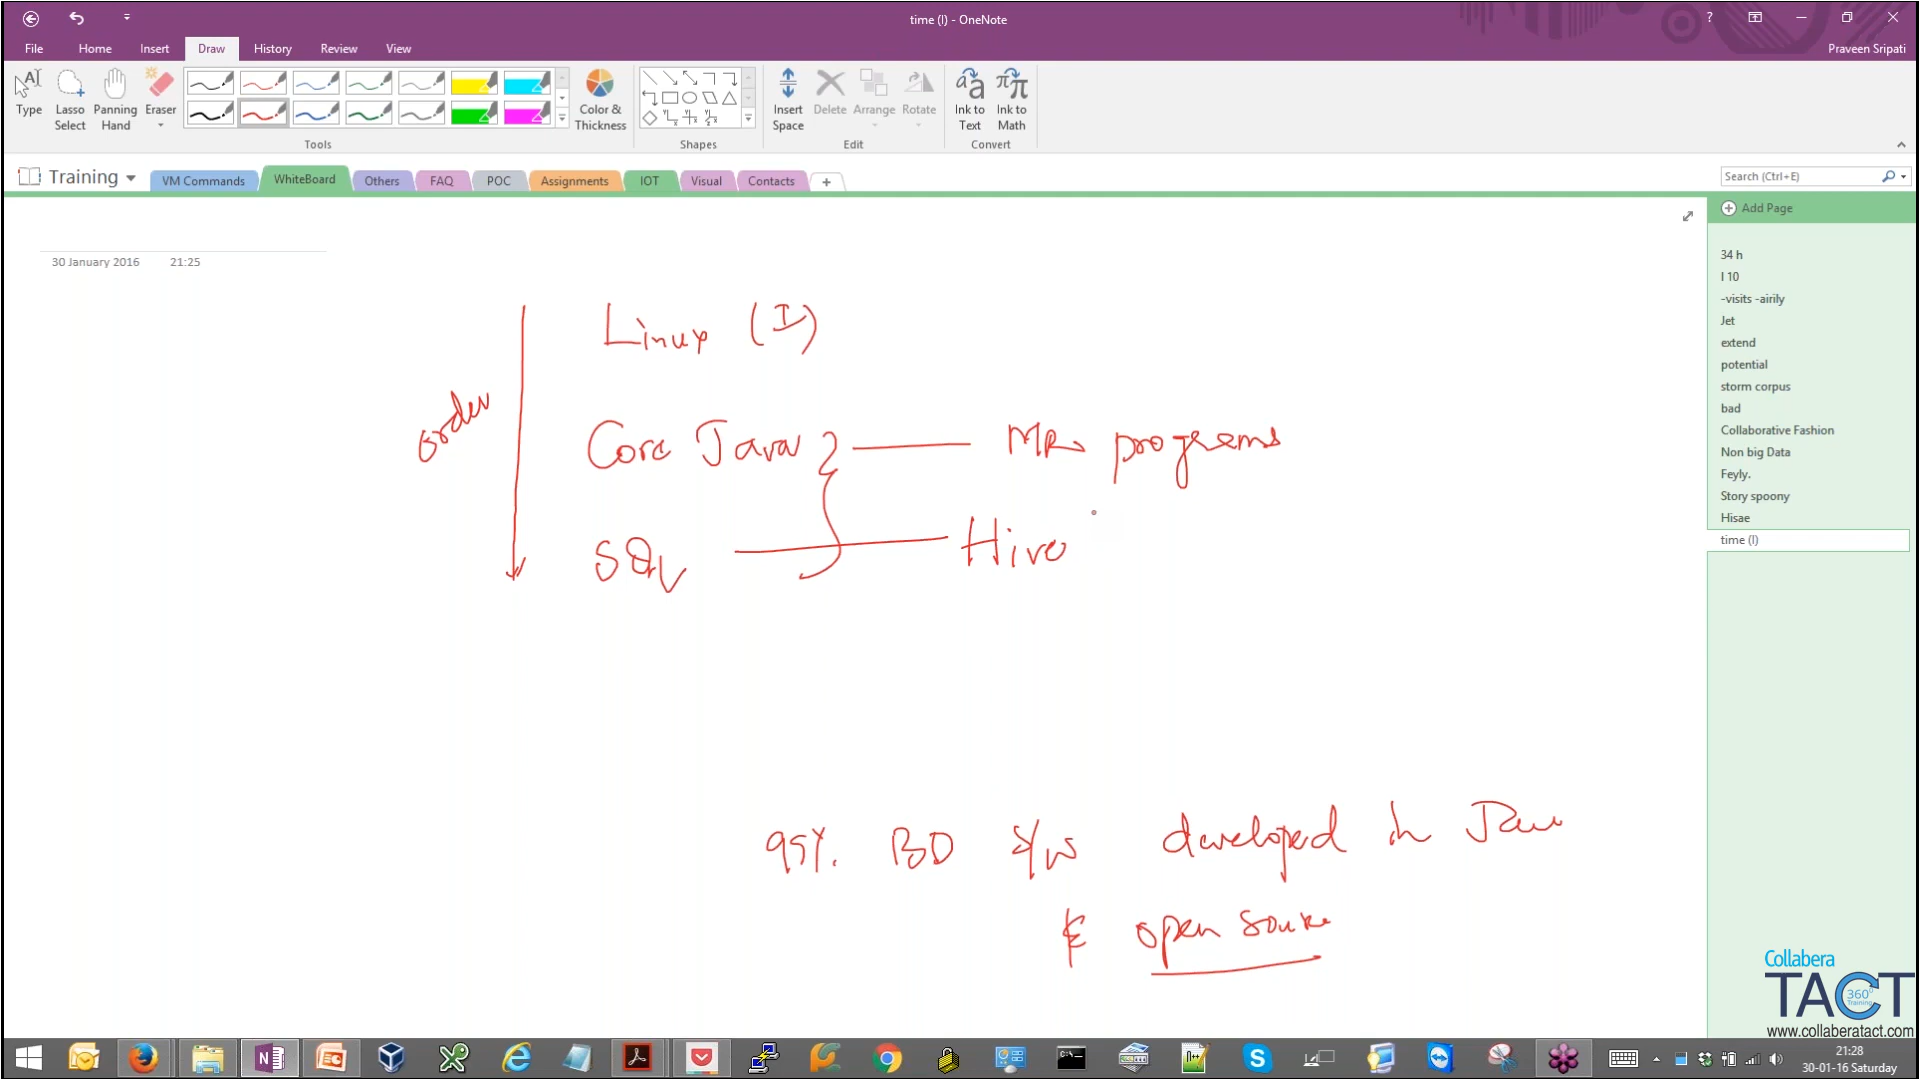 time (I) - OneNote
?
File Home Insert Draw History Review View
Praveen Sripati
Type
Lasso Select
Panning Hand
Eraser
Color & Thickness
Insert Space
Delete
Arrange
Rotate
Ink to Text
Ink to Math
Tools
Shapes
Edit
Convert
Training
VM Commands
WhiteBoard
Others
FAQ
POC
Assignments
IOT
Visual
Contacts
Search (Ctrl+E)
Add Page
30 January 2016 21:25
34 h
I 10
-visits -airily
Jet
extend
potential
storm corpus
bad
Collaborative Fashion
Non big Data
Feyly.
Story spoony
Hisae
time (I)
Linux (I)
order
Core Java MR programs
SQL Hive
95% BD S/W developed in Java
& open source
Collabera
TACT
360°
Training
www.collaberatact.com
21:28
30-01-16 Saturday